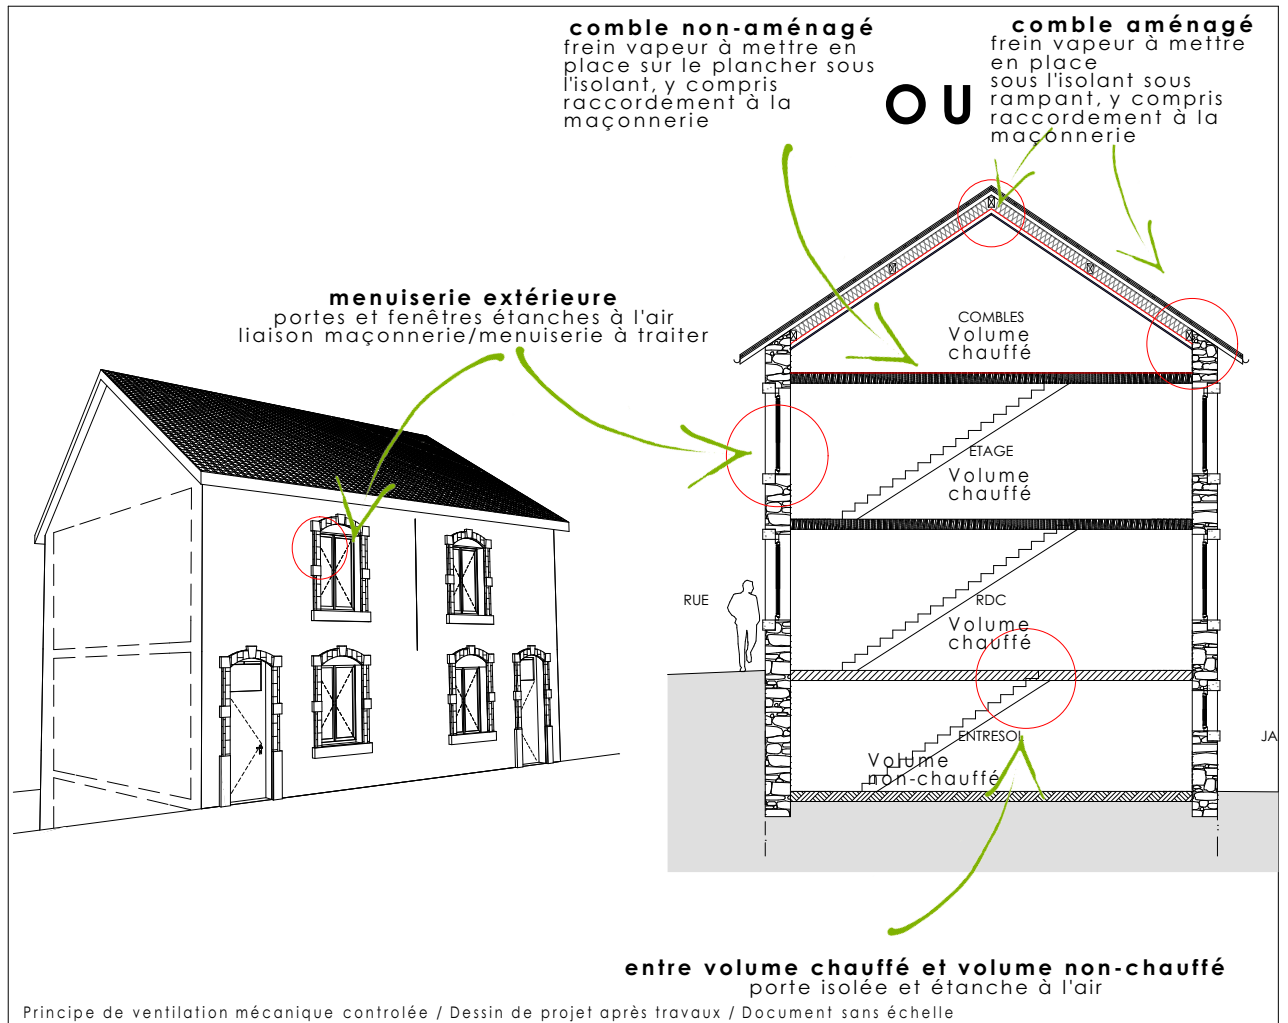 comble non-aménagé
frein vapeur à mettre en
place sur le plancher sous
l'isolant, y compris
raccordement à la
maçonnerie
OU
comble aménagé
frein vapeur à mettre
en place
sous l'isolant sous
rampant, y compris
raccordement à la
maçonnerie
menuiserie extérieure
portes et fenêtres étanches à l'air
liaison maçonnerie/menuiserie à traiter
COMBLES
Volume
chauffé
ETAGE
Volume
chauffé
RUE
RDC
Volume
chauffé
ENTRESOL
JA
Volume
non-chauffé
entre volume chauffé et volume non-chauffé
porte isolée et étanche à l'air
Principe de ventilation mécanique controlée / Dessin de projet après travaux / Document sans échelle